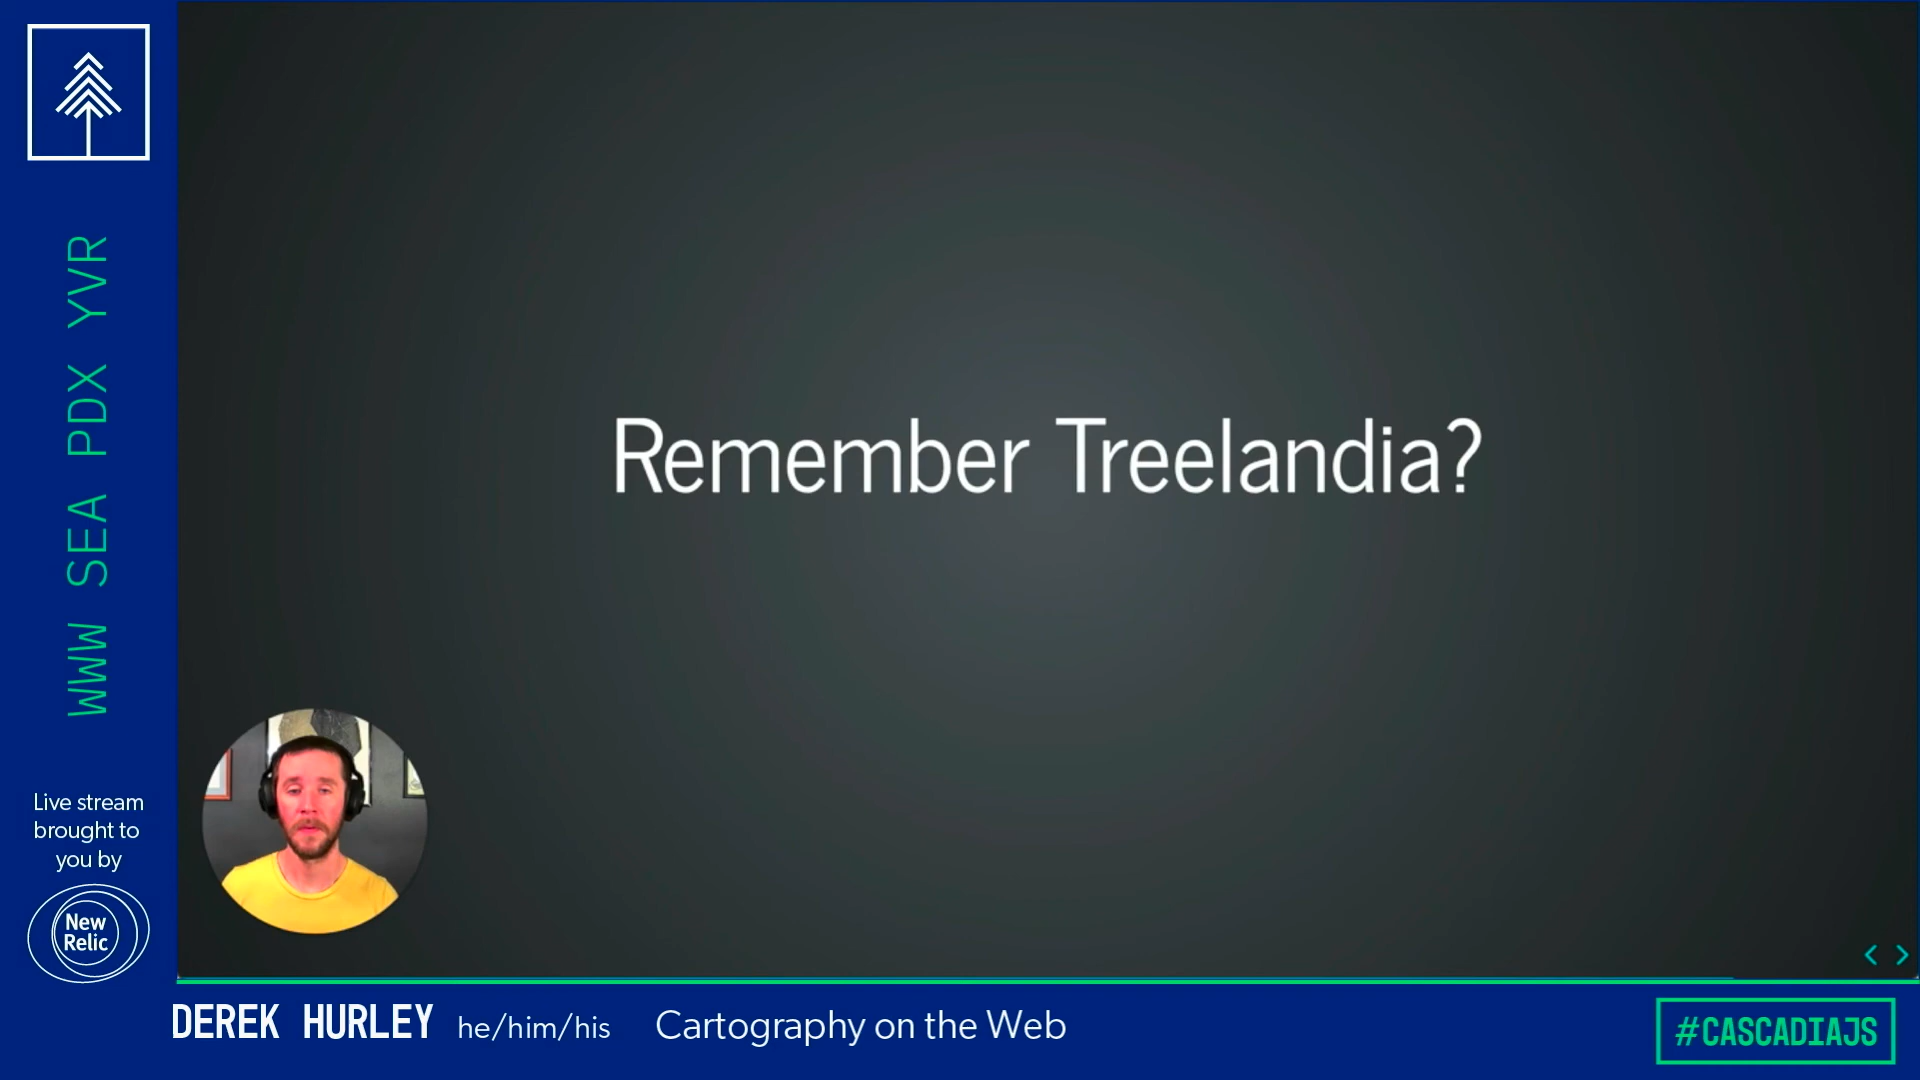 Remember Treelandia?
WWW SEA PDX YVR
Live stream
brought to
you by
New
Relic
DEREK HURLEY he/him/his Cartography on the Web
#CASCADIAJS